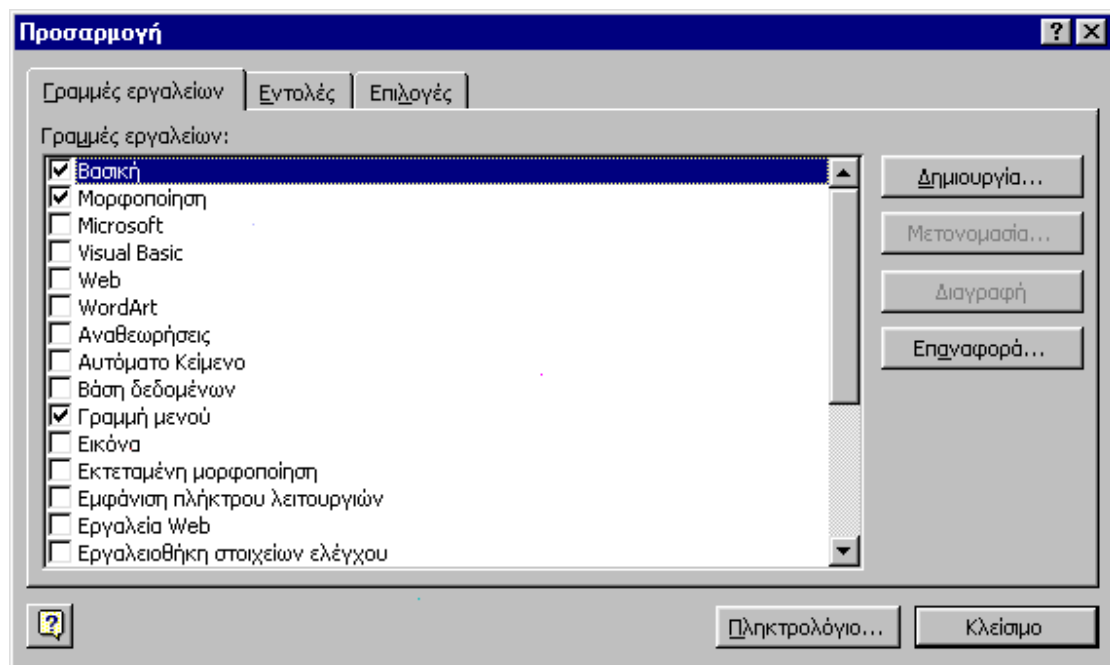 Προσαρμογή
Γραμμές εργαλείων Εντολές Επιλογές
Γραμμές εργαλείων:
Βασική
Μορφοποίηση
Microsoft
Visual Basic
Web
WordArt
Αναθεωρήσεις
Αυτόματο Κείμενο
Βάση δεδομένων
Γραμμή μενού
Εικόνα
Εκτεταμένη μορφοποίηση
Εμφάνιση πλήκτρου λειτουργιών
Εργαλεία Web
Εργαλειοθήκη στοιχείων ελέγχου
Δημιουργία...
Μετονομασία...
Διαγραφή
Επαναφορά...
Πληκτρολόγιο...
Κλείσιμο